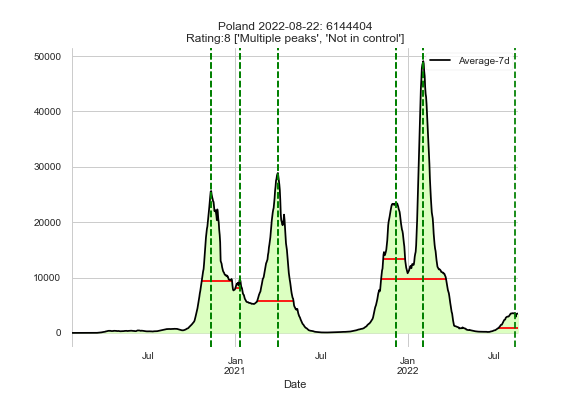 Poland 2022-08-22: 6144404
Rating:8 ['Multiple peaks', 'Not in control']
50000
40000
30000
20000
10000
0
Average-7d
Jul
Jan
2021
Jul
Jan
2022
Jul
Date